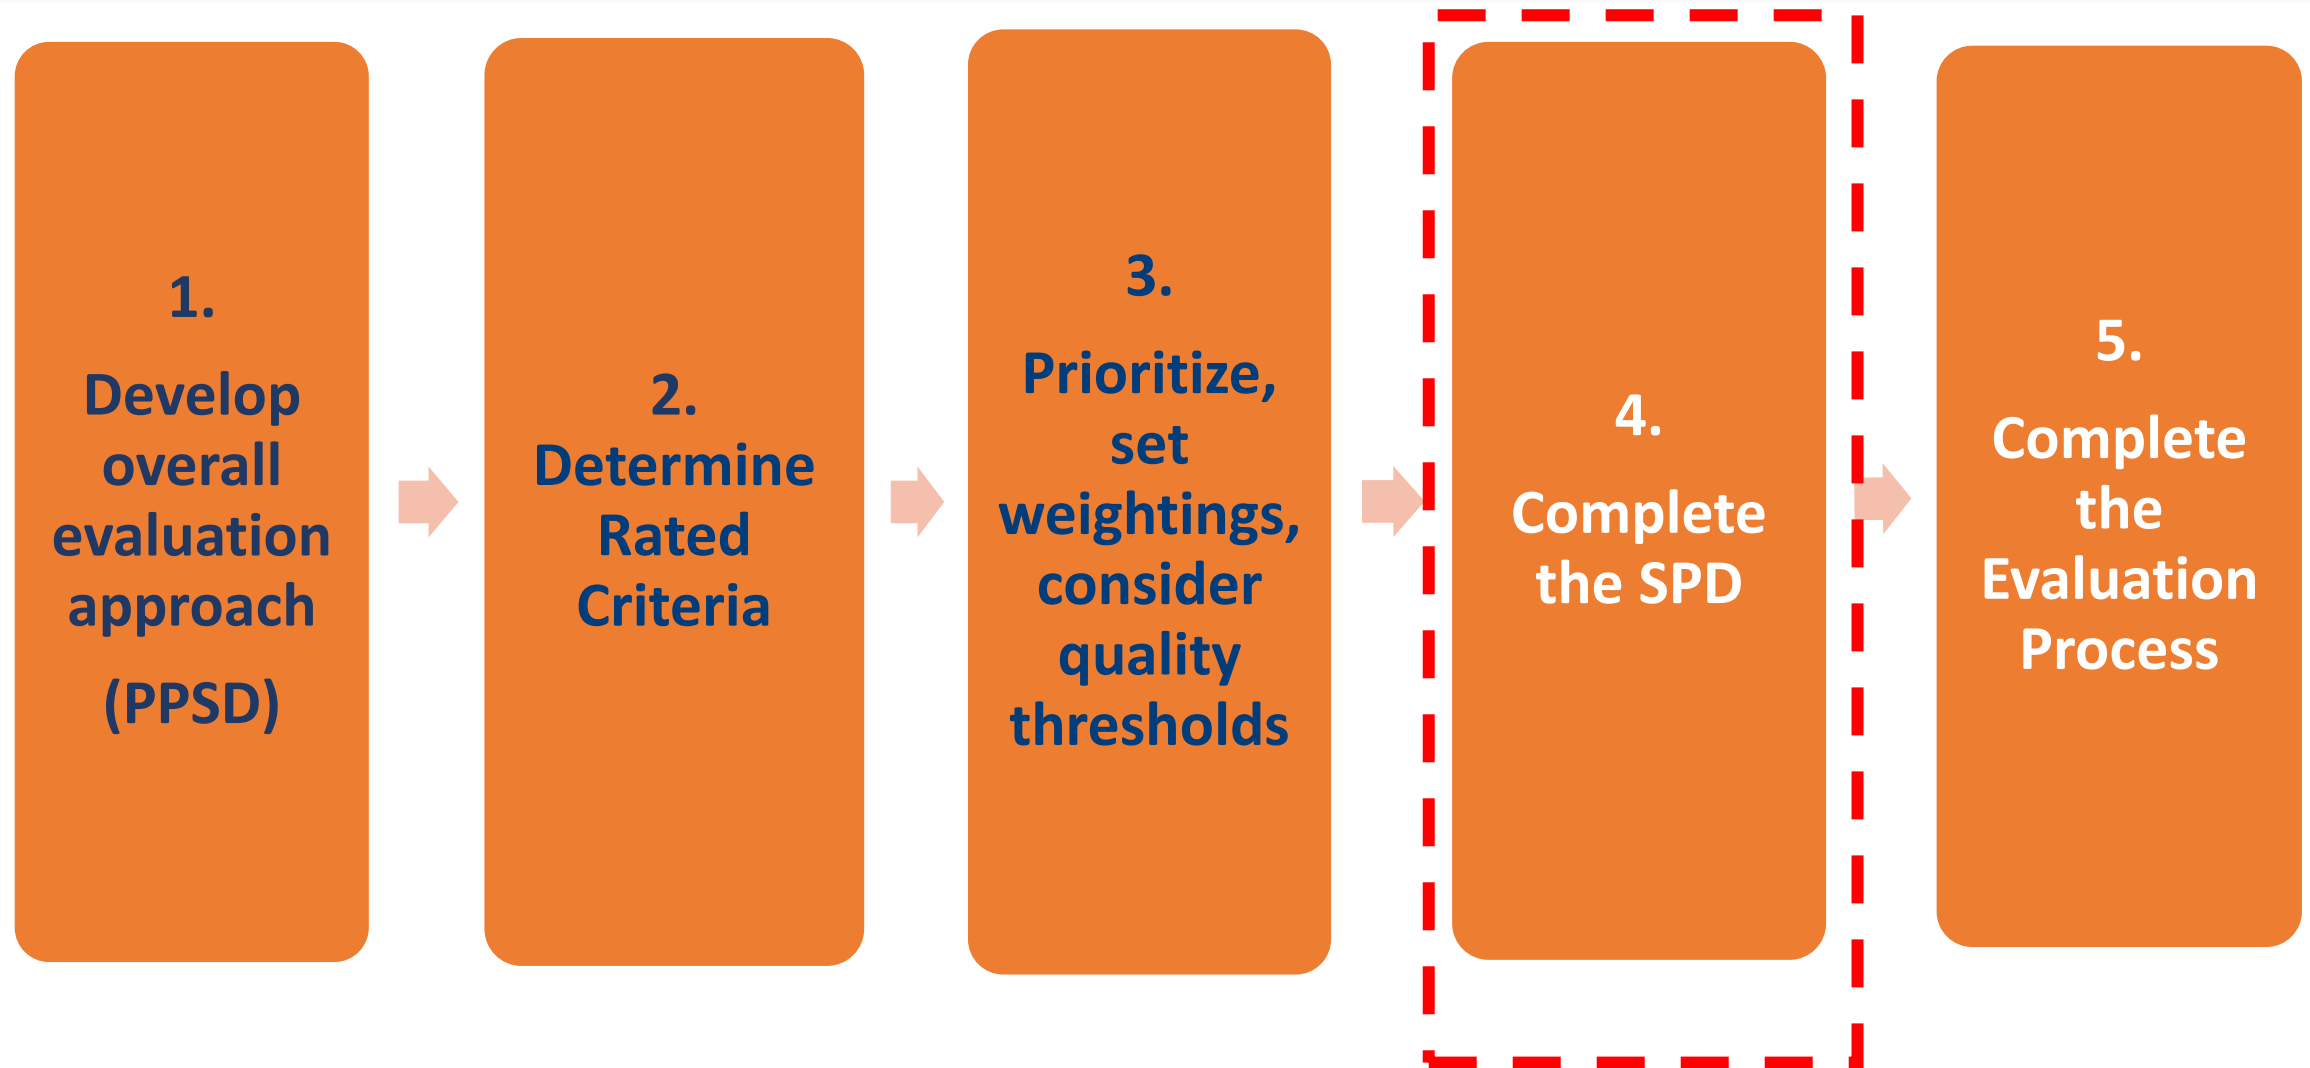 1.
Develop
overall
evaluation
approach
(PPSD)
2.
Determine
Rated
Criteria
3.
Prioritize,
set
weightings,
consider
quality
thresholds
4.
Complete
the SPD
5.
Complete
the
Evaluation
Process